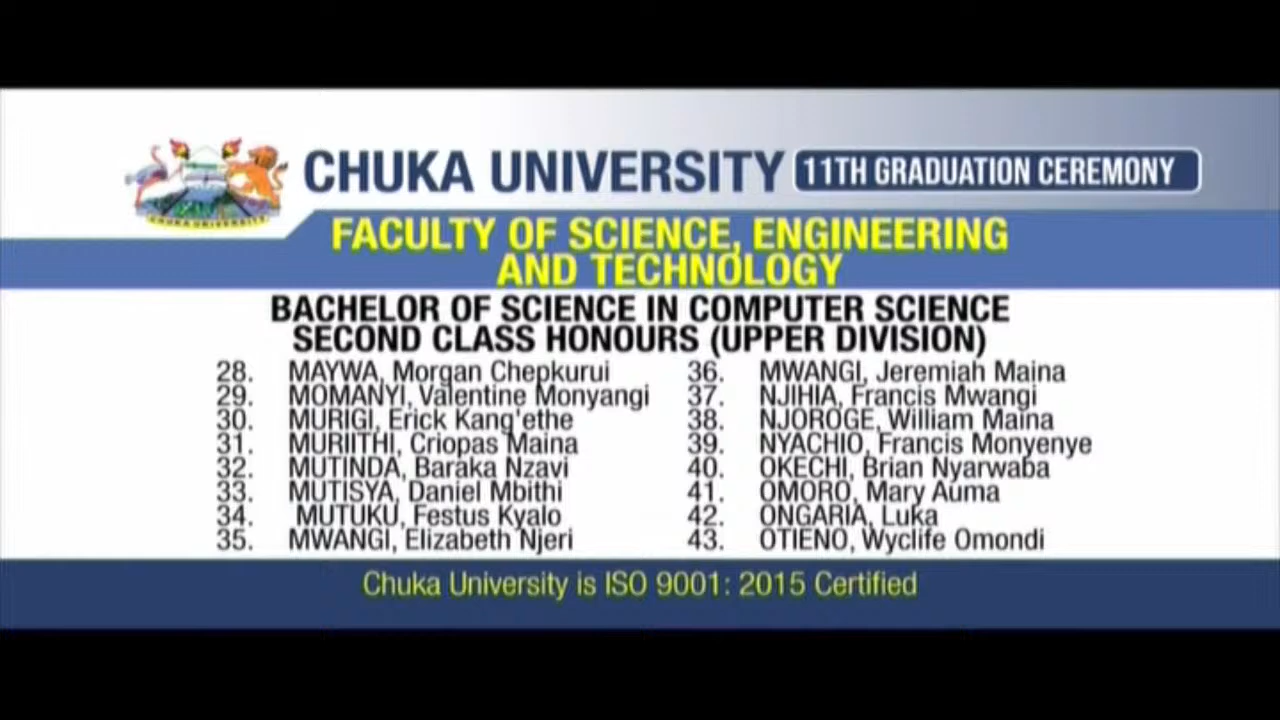 CHUKA UNIVERSITY
CHUKA UNIVERSITY 11TH GRADUATION CEREMONY
FACULTY OF SCIENCE, ENGINEERING
AND TECHNOLOGY
BACHELOR OF SCIENCE IN COMPUTER SCIENCE
SECOND CLASS HONOURS (UPPER DIVISION)
28. MAYWA, Morgan Chepkurui
29. MOMANYI, Valentine Monyangi
30. MURIGI, Erick Kang'ethe
31. MURIITHI, Criopas Maina
32. MUTINDA, Baraka Nzavi
33. MUTISYA, Daniel Mbithi
34. MUTUKU, Festus Kyalo
35. MWANGI, Elizabeth Njeri
36. MWANGI, Jeremiah Maina
37. NJIHIA, Francis Mwangi
38. NJOROGE, William Maina
39. NYACHIO, Francis Monyenye
40. OKECHI, Brian Nyarwaba
41. OMORO, Mary Auma
42. ONGARIA, Luka
43. OTIENO, Wyclife Omondi
Chuka University is ISO 9001: 2015 Certified